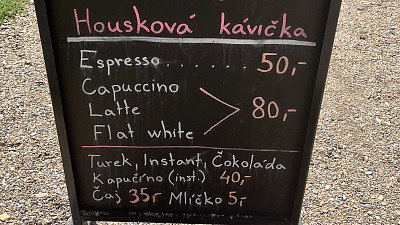 Housková kávička
Espresso ...... 50,-
Capuccino
Latte > 80,-
Flat white
Turek, Instant, Čokoláda
Kapučíno (inst.) 40,-
Čaj 35,- Mlíčko 5,-